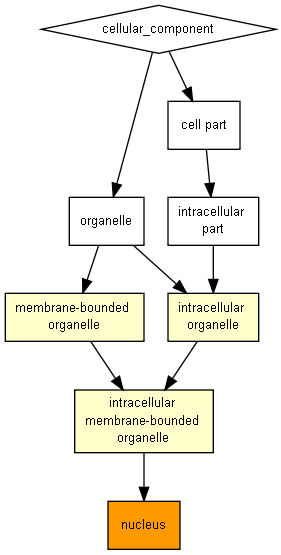 cellular_component
cell part
organelle
intracellular
part
membrane-bounded
organelle
intracellular
organelle
intracellular
membrane-bounded
organelle
nucleus